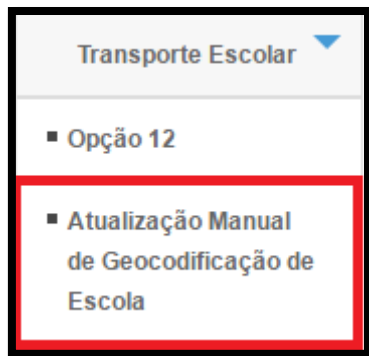 Transporte Escolar
Opção 12
Atualização Manual
de Geocodificação de
Escola